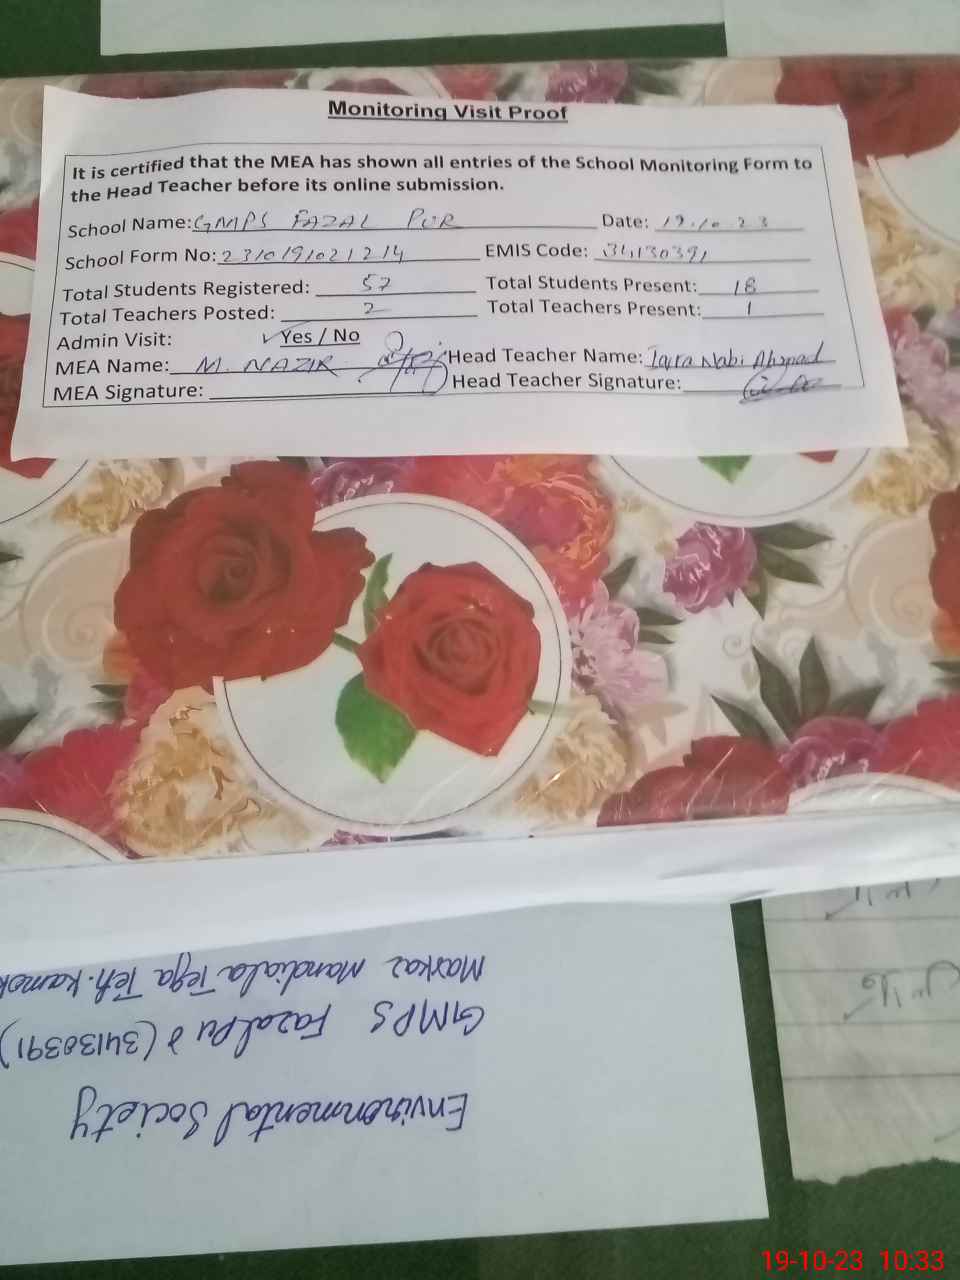 Monitoring Visit Proof
It is certified that the MEA has shown all entries of the School Monitoring Form to
the Head Teacher before its online submission.
School Name: GMPS FAZAL PUR Date: 19.10.23
School Form No: 2310191021214 EMIS Code: 34130391
Total Students Registered: 57 Total Students Present: 18
Total Teachers Posted: 2 Total Teachers Present: 1
Admin Visit: ✓ Yes / No
MEA Name: M. NAZIR Head Teacher Name: Iqra Nabi Ahmad
MEA Signature: Head Teacher Signature:
Environmental Society
GMPS Fazalpur (34130391)
Markaz Mandiala Tega Teh. Kamok
19-10-23 10:33